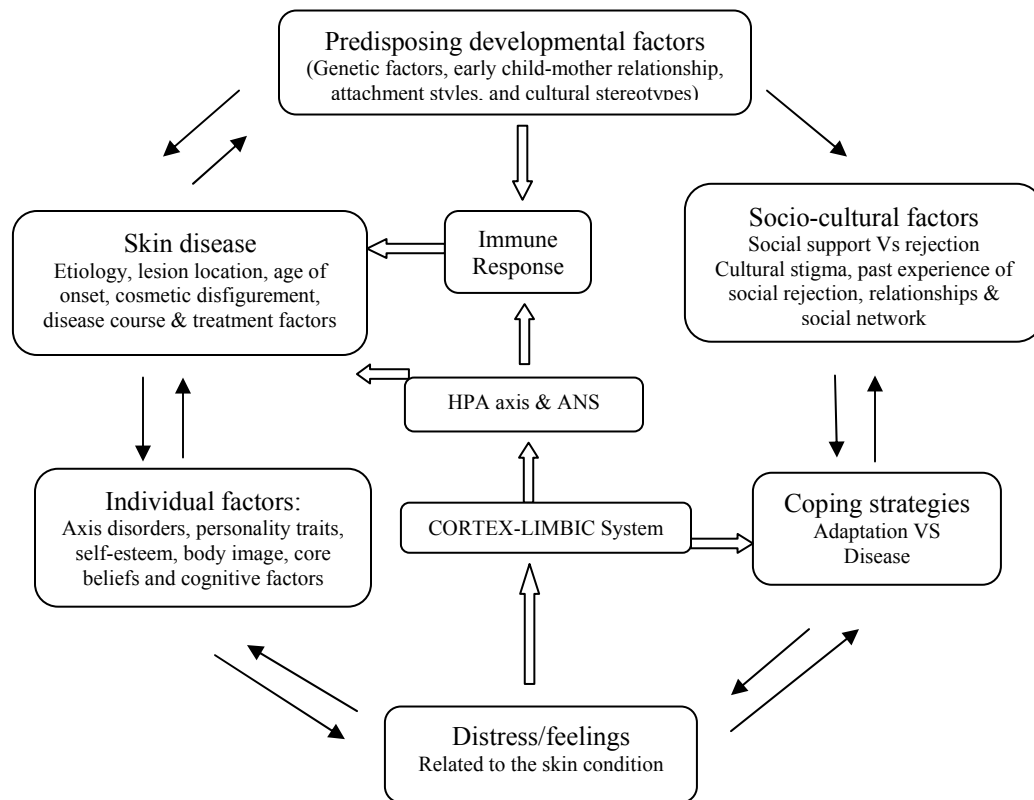 Predisposing developmental factors
(Genetic factors, early child-mother relationship,
attachment styles, and cultural stereotypes)
Skin disease
Etiology, lesion location, age of
onset, cosmetic disfigurement,
disease course & treatment factors
Immune
Response
Socio-cultural factors
Social support Vs rejection
Cultural stigma, past experience of
social rejection, relationships &
social network
HPA axis & ANS
Individual factors:
Axis disorders, personality traits,
self-esteem, body image, core
beliefs and cognitive factors
CORTEX-LIMBIC System
Coping strategies
Adaptation VS
Disease
Distress/feelings
Related to the skin condition